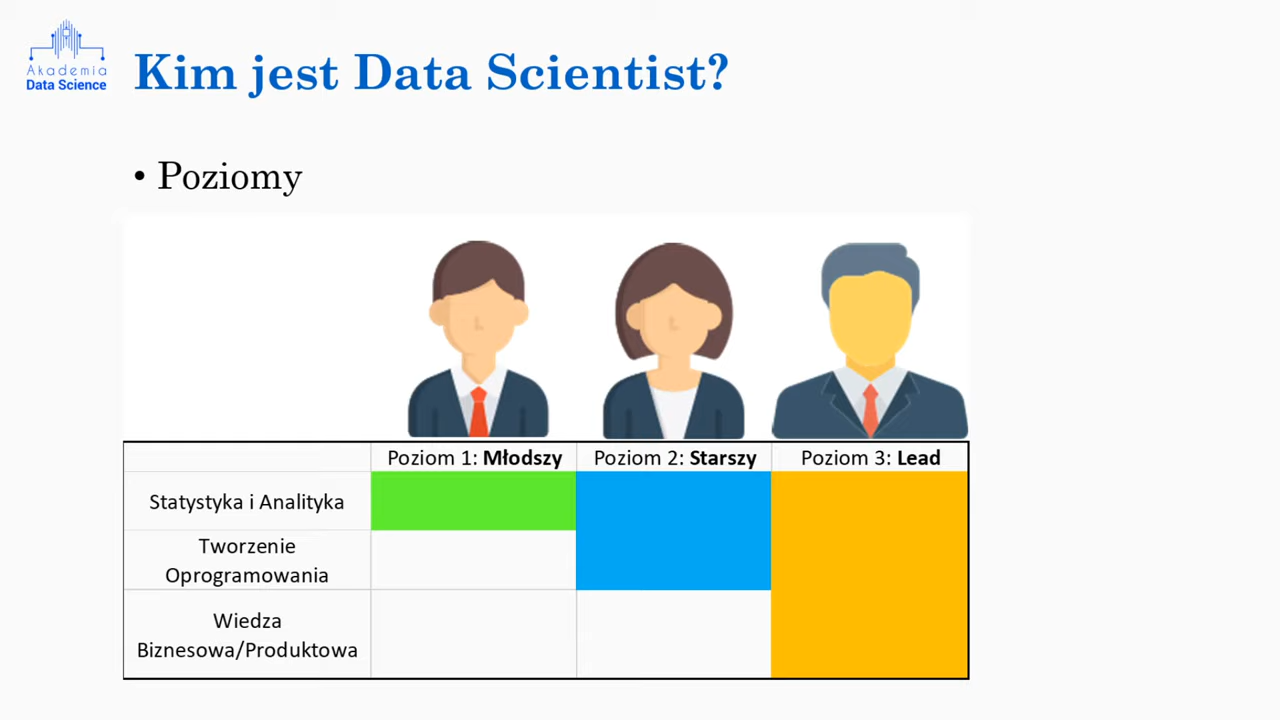 Akademia
Data Science
Kim jest Data Scientist?
• Poziomy
Poziom 1: Młodszy
Poziom 2: Starszy
Poziom 3: Lead
Statystyka i Analityka
Tworzenie
Oprogramowania
Wiedza
Biznesowa/Produktowa